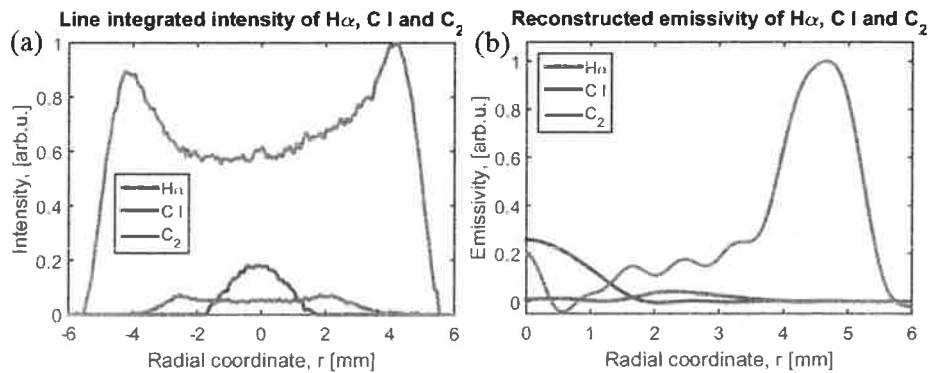 Line integrated intensity of Hα, C I and C2
(a)
Intensity, [arb.u.]
1
0.8
0.6
0.4
0.2
0
Hα
C I
C2
-6 -4 -2 0 2 4 6
Radial coordinate, r [mm]
Reconstructed emissivity of Hα, C I and C2
(b)
Emissivity, [arb.u.]
1
0.8
0.6
0.4
0.2
0
Hα
C I
C2
0 1 2 3 4 5 6
Radial coordinate, r [mm]